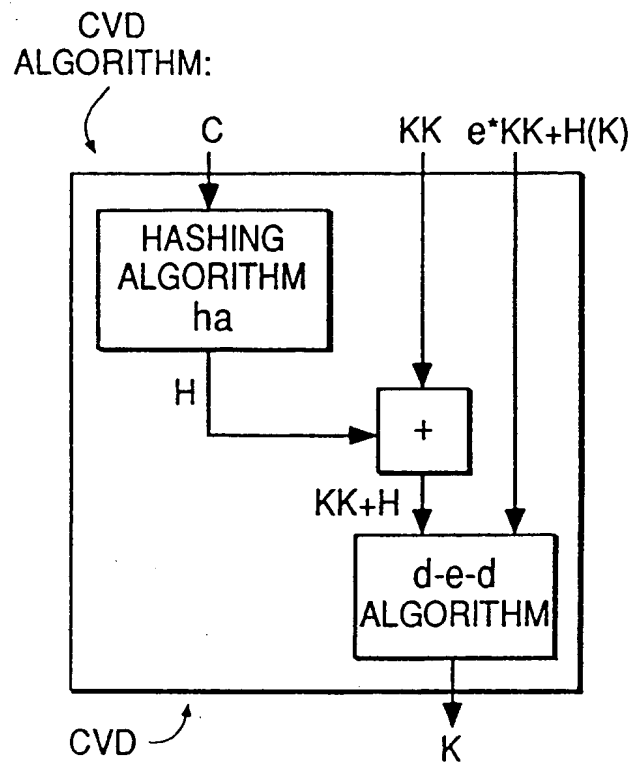 CVD
ALGORITHM:
C
KK
e*KK+H(K)
HASHING
ALGORITHM
ha
H
+
KK+H
d-e-d
ALGORITHM
CVD
K